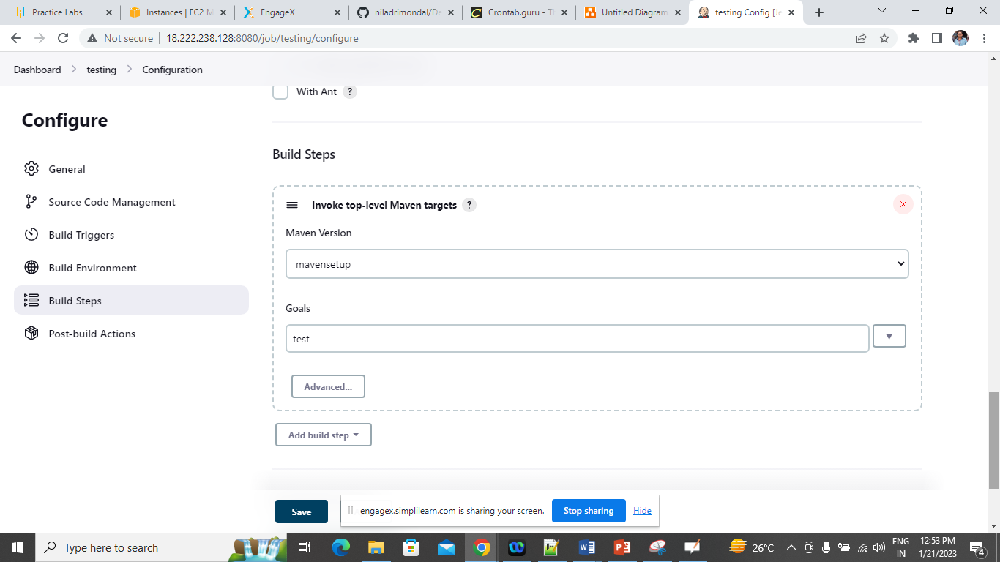 Practice Labs
Instances | EC2 M
EngageX
niladrimondal/De
Crontab.guru - Th
Untitled Diagram
testing Config [Je
Not secure
18.222.238.128:8080/job/testing/configure
Dashboard
testing
Configuration
With Ant ?
Configure
General
Source Code Management
Build Triggers
Build Environment
Build Steps
Post-build Actions
Build Steps
Invoke top-level Maven targets ?
Maven Version
mavensetup
Goals
test
Advanced...
Add build step
Save
engagex.simplilearn.com is sharing your screen.
Stop sharing
Hide
Type here to search
26°C
ENG
IN
12:53 PM
1/21/2023
4